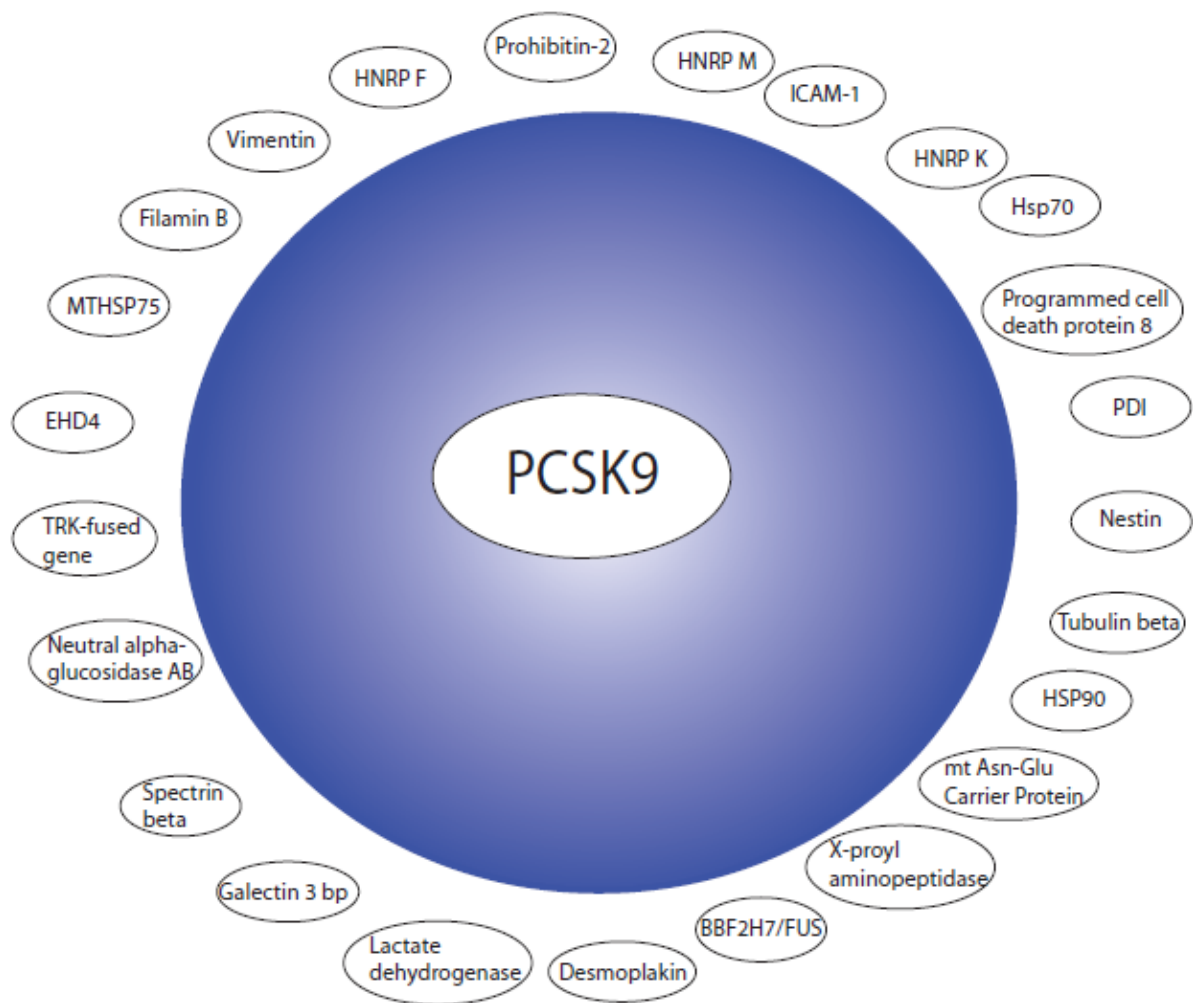 Prohibitin-2
HNRP M
HNRP F
ICAM-1
Vimentin
HNRP K
Hsp70
Filamin B
MTHSP75
Programmed cell
death protein 8
EHD4
PDI
PCSK9
TRK-fused
gene
Nestin
Neutral alpha-
glucosidase AB
Tubulin beta
HSP90
Spectrin
beta
mt Asn-Glu
Carrier Protein
Galectin 3 bp
X-proyl
aminopeptidase
Lactate
dehydrogenase
Desmoplakin
BBF2H7/FUS